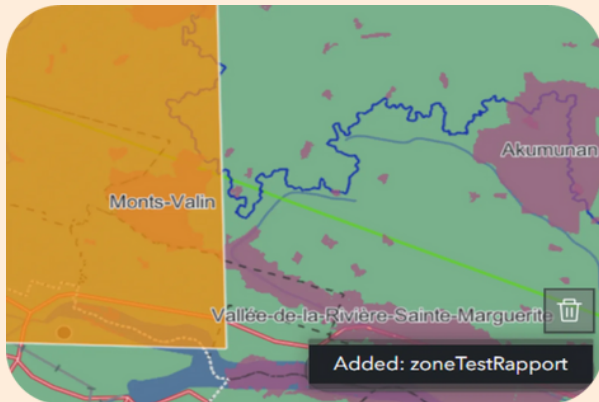 Akumunan
Monts-Valin
Vallée-de-la-Rivière-Sainte-Marguerite
Added: zoneTestRapport